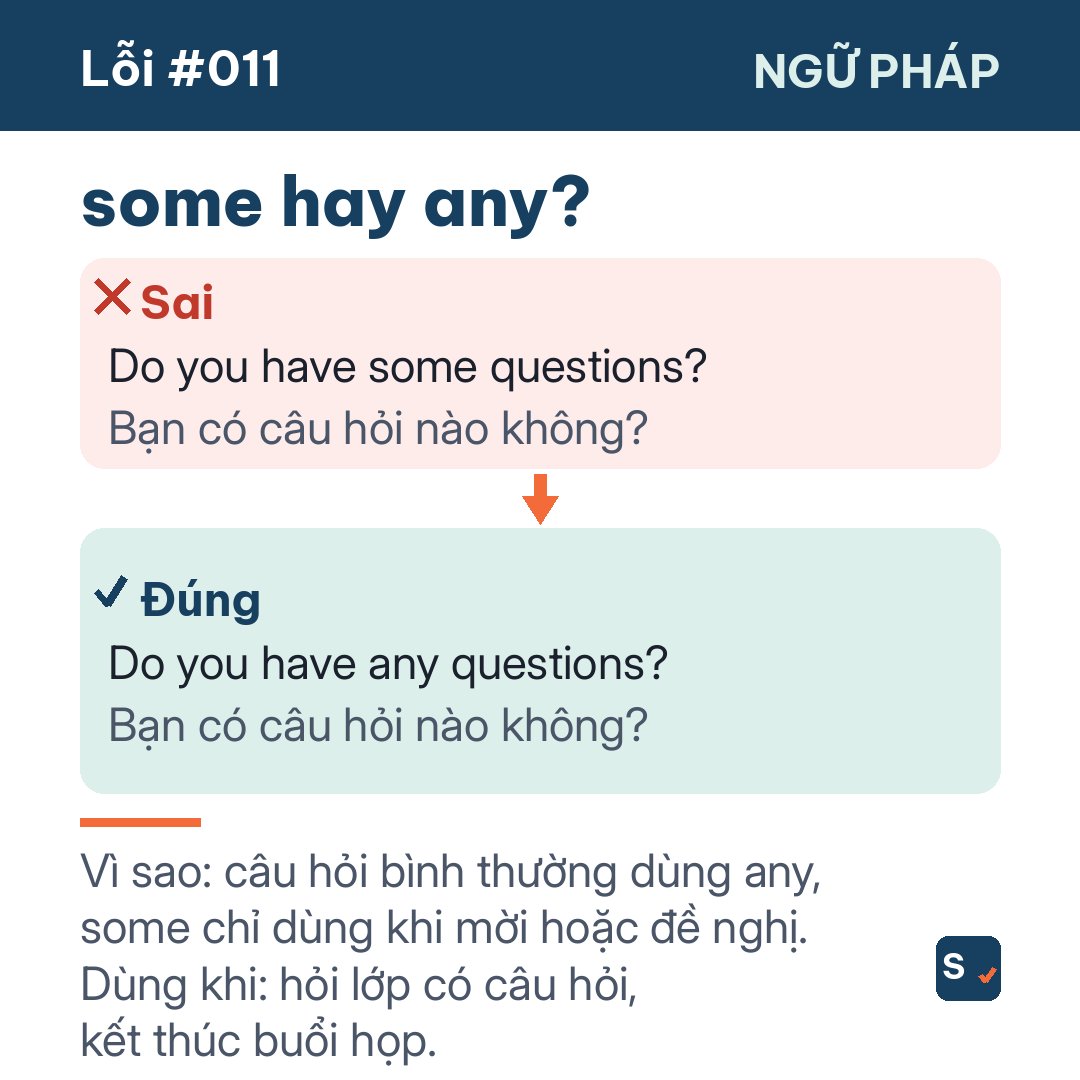 Lỗi #011
NGỮ PHÁP
some hay any?
Sai
Do you have some questions?
Bạn có câu hỏi nào không?
Đúng
Do you have any questions?
Bạn có câu hỏi nào không?
Vì sao: câu hỏi bình thường dùng any,
some chỉ dùng khi mời hoặc đề nghị.
Dùng khi: hỏi lớp có câu hỏi,
kết thúc buổi họp.
S